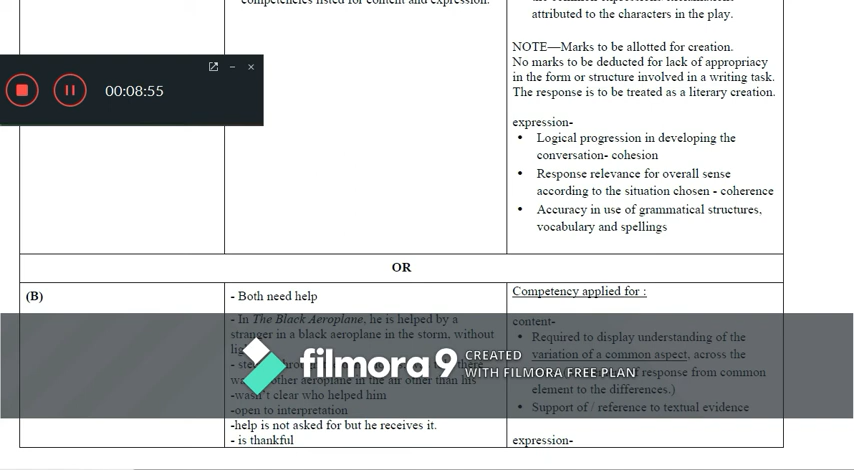 competencies listed for content and expression.
attributed to the characters in the play.
NOTE—Marks to be allotted for creation.
No marks to be deducted for lack of appropriacy
in the form or structure involved in a writing task.
The response is to be treated as a literary creation.
00:08:55
expression-
• Logical progression in developing the
conversation- cohesion
• Response relevance for overall sense
according to the situation chosen - coherence
• Accuracy in use of grammatical structures,
vocabulary and spellings
OR
(B)
- Both need help
- In The Black Aeroplane, he is helped by a
stranger in a black aeroplane in the storm, without
other aeroplane in the air other than his
-wasn't clear who helped him
-open to interpretation
-help is not asked for but he receives it.
- is thankful
Competency applied for :
content-
• Required to display understanding of the
variation of a common aspect, across the
of response from common
element to the differences.)
• Support of / reference to textual evidence
expression-
filmora 9
CREATED
WITH FILMORA FREE PLAN